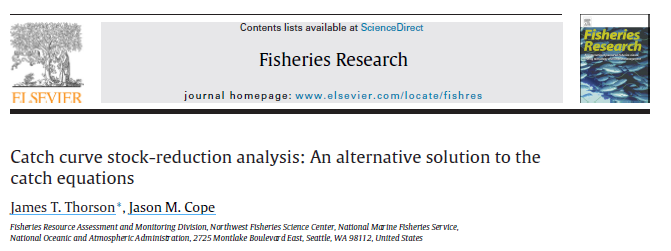 Contents lists available at ScienceDirect
Fisheries Research
journal homepage: www.elsevier.com/locate/fishres
ELSEVIER
Fisheries
Research
Catch curve stock-reduction analysis: An alternative solution to the
catch equations
James T. Thorson*, Jason M. Cope
Fisheries Resource Assessment and Monitoring Division, Northwest Fisheries Science Center, National Marine Fisheries Service,
National Oceanic and Atmospheric Administration, 2725 Montlake Boulevard East, Seattle, WA 98112, United States